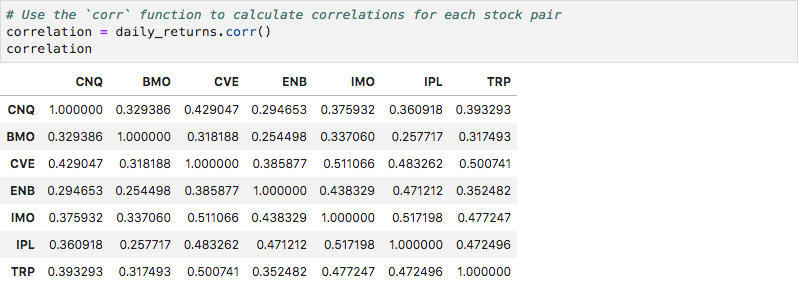 # Use the `corr` function to calculate correlations for each stock pair
correlation = daily_returns.corr()
correlation
CNQ BMO CVE ENB IMO IPL TRP
CNQ 1.000000 0.329386 0.429047 0.294653 0.375932 0.360918 0.393293
BMO 0.329386 1.000000 0.318188 0.254498 0.337060 0.257717 0.317493
CVE 0.429047 0.318188 1.000000 0.385877 0.511066 0.483262 0.500741
ENB 0.294653 0.254498 0.385877 1.000000 0.438329 0.471212 0.352482
IMO 0.375932 0.337060 0.511066 0.438329 1.000000 0.517198 0.477247
IPL 0.360918 0.257717 0.483262 0.471212 0.517198 1.000000 0.472496
TRP 0.393293 0.317493 0.500741 0.352482 0.477247 0.472496 1.000000